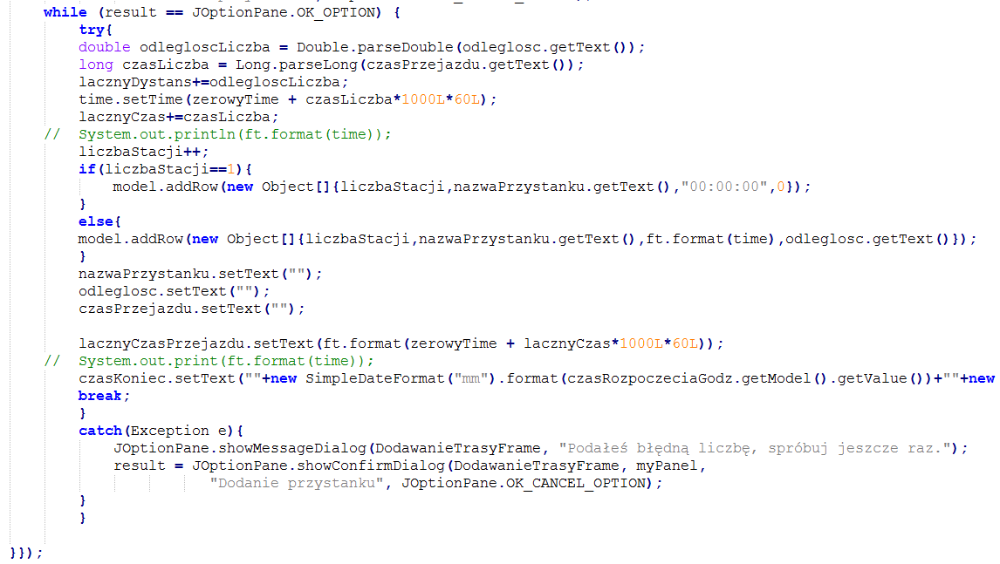 while (result == JOptionPane.OK_OPTION) {
try{
double odlegloscLiczba = Double.parseDouble(odleglosc.getText());
long czasLiczba = Long.parseLong(czasPrzejazdu.getText());
lacznyDystans+=odlegloscLiczba;
time.setTime(zerowyTime + czasLiczba*1000L*60L);
lacznyCzas+=czasLiczba;
// System.out.println(ft.format(time));
liczbaStacji++;
if(liczbaStacji==1){
model.addRow(new Object[]{liczbaStacji,nazwaPrzystanku.getText(),"00:00:00",0});
}
else{
model.addRow(new Object[]{liczbaStacji,nazwaPrzystanku.getText(),ft.format(time),odleglosc.getText()});
}
nazwaPrzystanku.setText("");
odleglosc.setText("");
czasPrzejazdu.setText("");
lacznyCzasPrzejazdu.setText(ft.format(zerowyTime + lacznyCzas*1000L*60L));
// System.out.print(ft.format(time));
czasKoniec.setText(""+new SimpleDateFormat("mm").format(czasRozpoczeciaGodz.getModel().getValue())+""+new
break;
}
catch(Exception e){
JOptionPane.showMessageDialog(DodawanieTrasyFrame, "Podałeś błędną liczbę, spróbuj jeszcze raz.");
result = JOptionPane.showConfirmDialog(DodawanieTrasyFrame, myPanel,
"Dodanie przystanku", JOptionPane.OK_CANCEL_OPTION);
}
}
}});